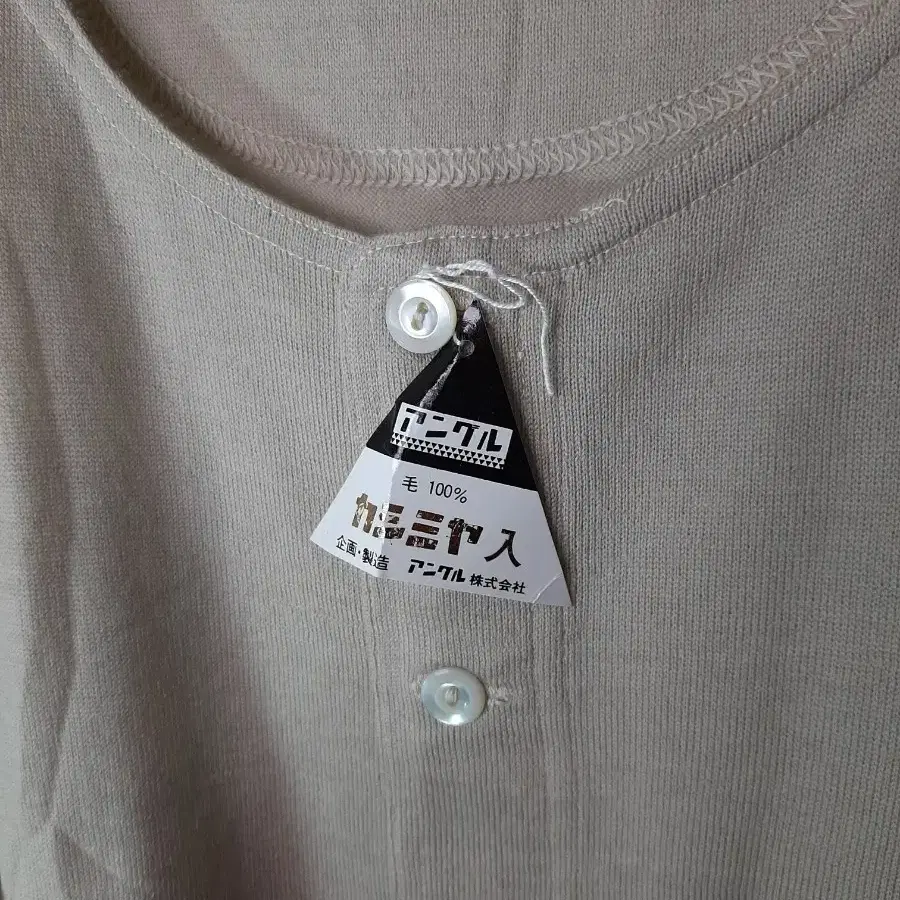 アングル
毛 100%
カシミヤ入
企画・製造 アングル株式会社